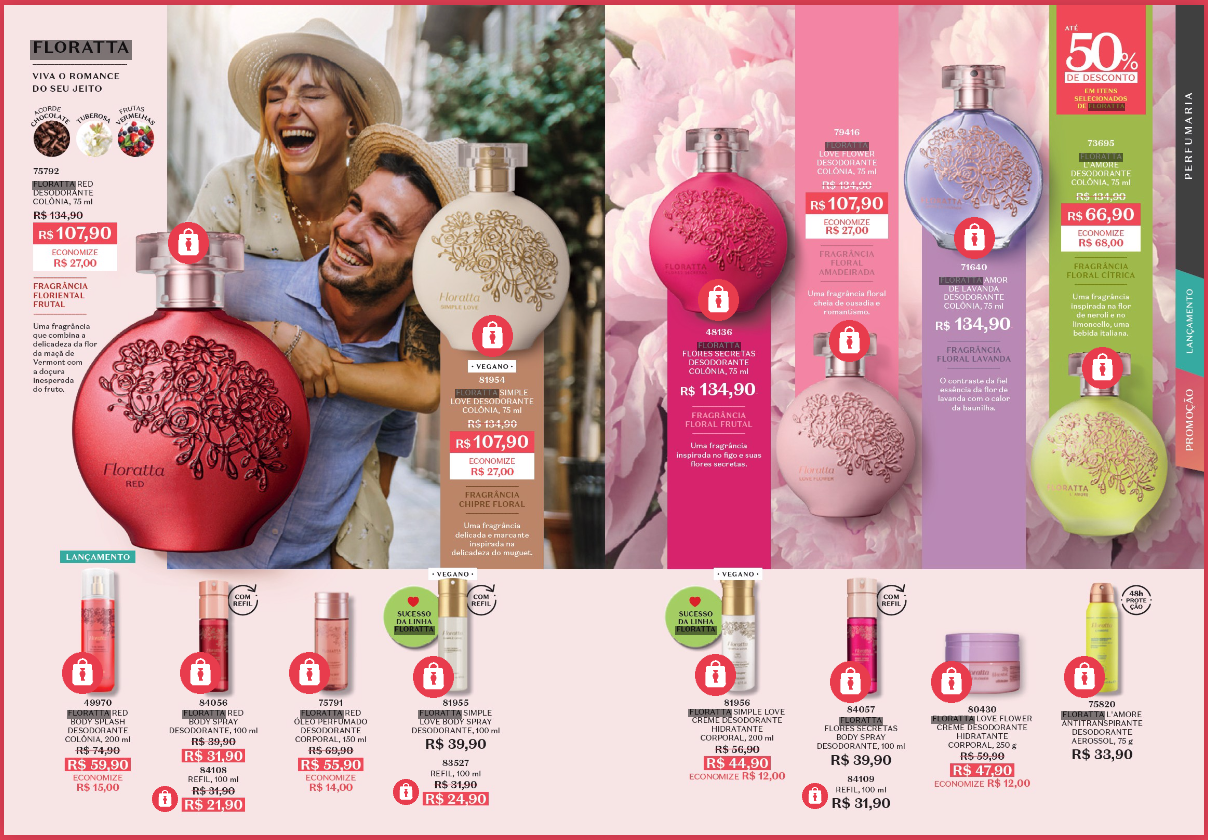 FLORATTA
VIVA O ROMANCE
DO SEU JEITO
ACORDE
CHOCOLATE
TUBEROSA
FRUTAS
VERMELHAS
75792
FLORATTA RED
DESODORANTE
COLÔNIA, 75 ml
R$ 134,90
R$ 107,90
ECONOMIZE
R$ 27,00
FRAGRÂNCIA
FLORIENTAL
FRUTAL
Uma fragrância
que combina a
delicadeza da flor
da maçã de
Vermont com
a doçura
inesperada
do fruto.
Floratta
RED
Floratta
SIMPLE LOVE
• VEGANO •
81954
FLORATTA SIMPLE
LOVE DESODORANTE
COLÔNIA, 75 ml
R$ 134,90
R$ 107,90
ECONOMIZE
R$ 27,00
FRAGRÂNCIA
CHIPRE FLORAL
Uma fragrância
delicada e marcante
inspirada na
delicadeza do muguet.
FLORATTA
48136
FLORATTA
FLORES SECRETAS
DESODORANTE
COLÔNIA, 75 ml
R$ 134,90
FRAGRÂNCIA
FLORAL FRUTAL
Uma fragrância
inspirada no figo e suas
flores secretas.
79416
FLORATTA
LOVE FLOWER
DESODORANTE
COLÔNIA, 75 ml
R$ 134,90
R$ 107,90
ECONOMIZE
R$ 27,00
FRAGRÂNCIA
FLORAL
AMADEIRADA
Uma fragrância floral
cheia de ousadia e
romantismo.
Floratta
LOVE FLOWER
Floratta
71640
FLORATTA AMOR
DE LAVANDA
DESODORANTE
COLÔNIA, 75 ml
R$ 134,90
FRAGRÂNCIA
FLORAL LAVANDA
O contraste da fiel
essência da flor de
lavanda com o calor
da baunilha.
ATÉ
50%
DE DESCONTO
EM ITENS
SELECIONADOS
DE FLORATTA
73695
FLORATTA
L'AMORE
DESODORANTE
COLÔNIA, 75 ml
R$ 134,90
R$ 66,90
ECONOMIZE
R$ 68,00
FRAGRÂNCIA
FLORAL CÍTRICA
Uma fragrância
inspirada na flor
de neroli e no
limoncello, uma
bebida italiana.
FLORATTA
PERFUMARIA
LANÇAMENTO
PROMOÇÃO
LANÇAMENTO
49970
FLORATTA RED
BODY SPLASH
DESODORANTE
COLÔNIA, 200 ml
R$ 74,90
R$ 59,90
ECONOMIZE
R$ 15,00
COM
REFIL
84056
FLORATTA RED
BODY SPRAY
DESODORANTE, 100 ml
R$ 39,90
R$ 31,90
84108
REFIL, 100 ml
R$ 31,90
R$ 21,90
75791
FLORATTA RED
ÓLEO PERFUMADO
DESODORANTE
CORPORAL, 150 ml
R$ 69,90
R$ 55,90
ECONOMIZE
R$ 14,00
• VEGANO •
SUCESSO
DA LINHA
FLORATTA
COM
REFIL
81955
FLORATTA SIMPLE
LOVE BODY SPRAY
DESODORANTE, 100 ml
R$ 39,90
83527
REFIL, 100 ml
R$ 31,90
R$ 24,90
• VEGANO •
SUCESSO
DA LINHA
FLORATTA
81956
FLORATTA SIMPLE LOVE
CREME DESODORANTE
HIDRATANTE
CORPORAL, 200 ml
R$ 56,90
R$ 44,90
ECONOMIZE R$ 12,00
COM
REFIL
84057
FLORATTA
FLORES SECRETAS
BODY SPRAY
DESODORANTE, 100 ml
R$ 39,90
84109
REFIL, 100 ml
R$ 31,90
80430
FLORATTA LOVE FLOWER
CREME DESODORANTE
HIDRATANTE
CORPORAL, 250 g
R$ 59,90
R$ 47,90
ECONOMIZE R$ 12,00
48h
PROTE
ÇÃO
75820
FLORATTA L'AMORE
ANTITRANSPIRANTE
DESODORANTE
AEROSSOL, 75 g
R$ 33,90